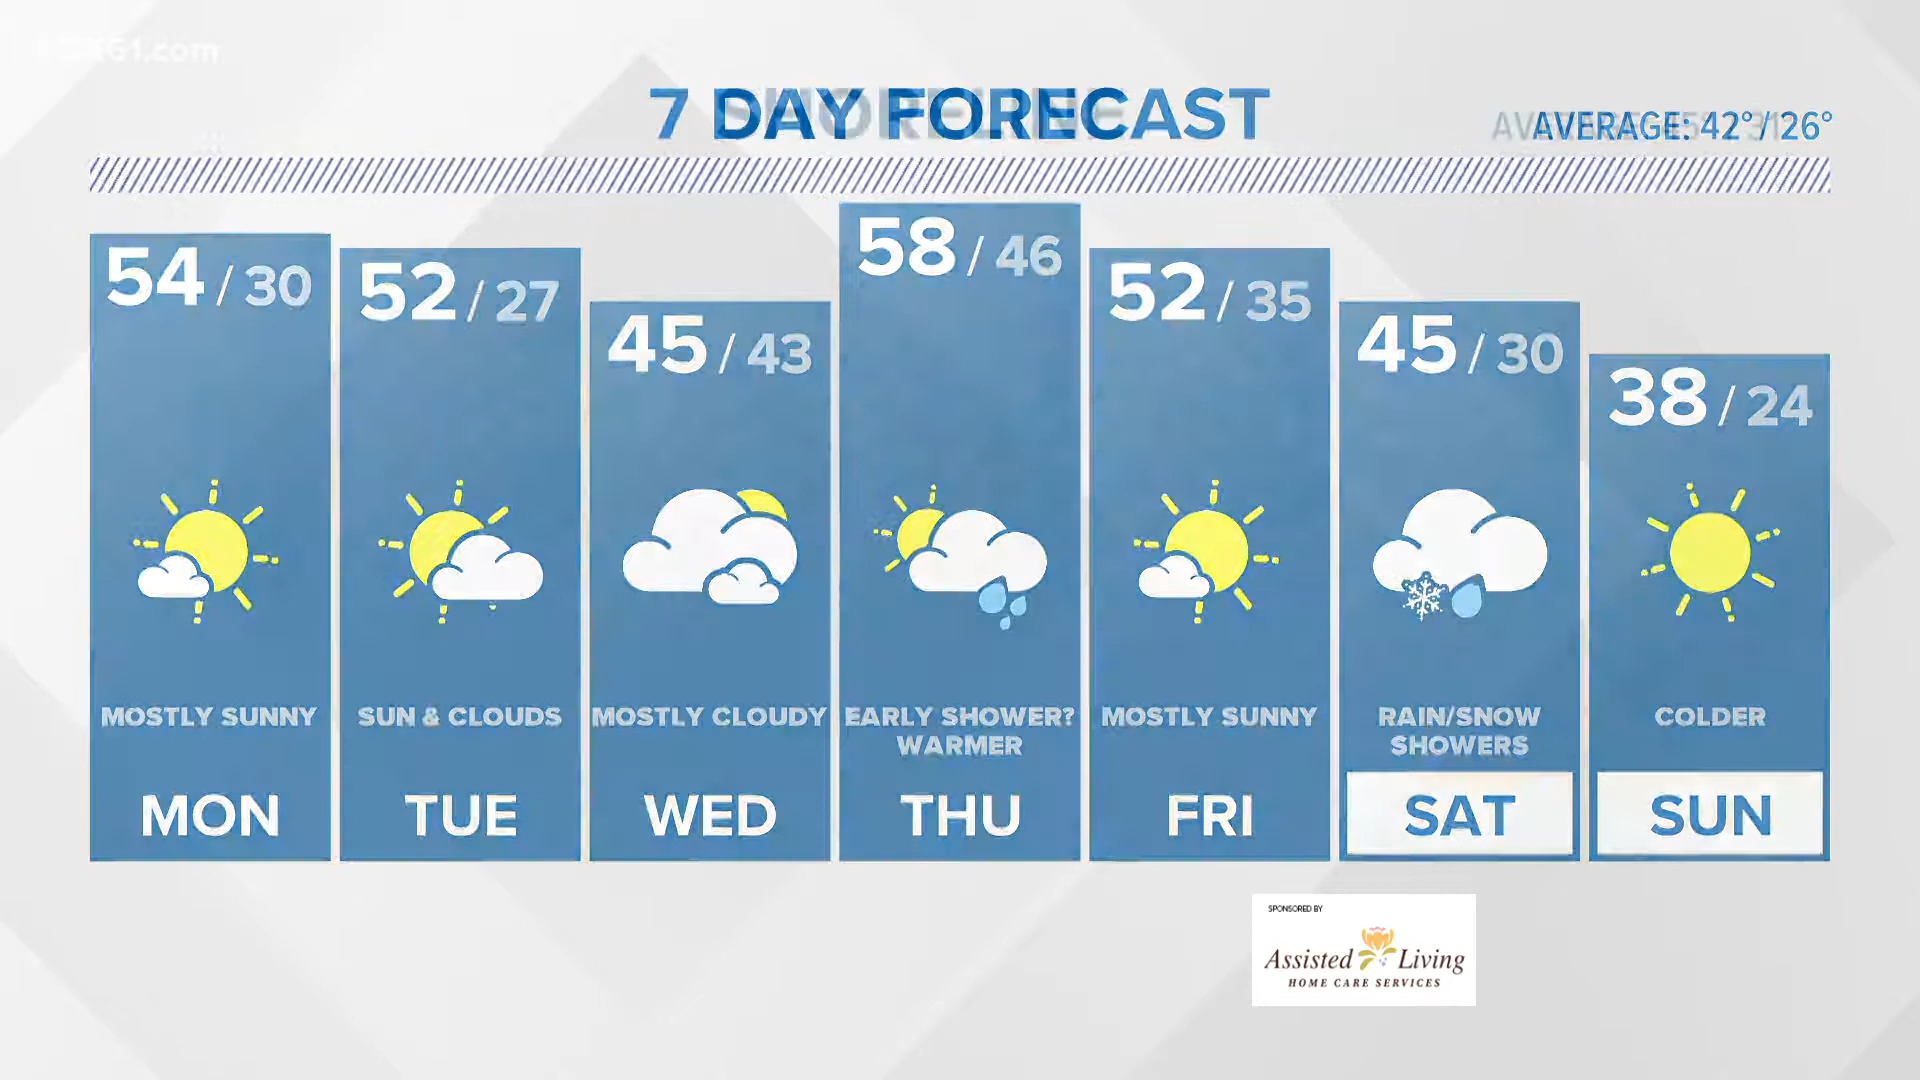 7 DAY FORECAST
AVERAGE: 42°/26°
54 / 30
52 / 27
45 / 43
58 / 46
52 / 35
45 / 30
38 / 24
MOSTLY SUNNY
SUN & CLOUDS
MOSTLY CLOUDY
EARLY SHOWER?
WARMER
MOSTLY SUNNY
RAIN/SNOW
SHOWERS
COLDER
MON
TUE
WED
THU
FRI
SAT
SUN
SPONSORED BY
Assisted Living
HOME CARE SERVICES